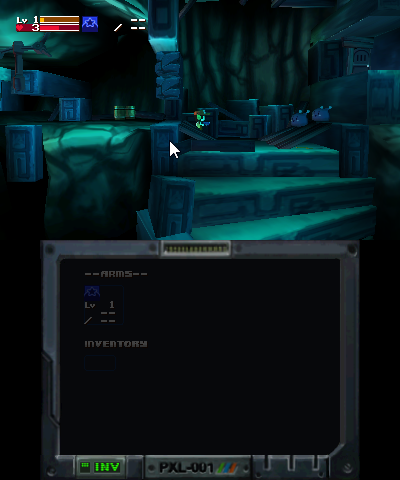 Lv 1
3
/ --
--
--ARMS--
Lv 1
--
/ --
INVENTORY
INV
PXL-001